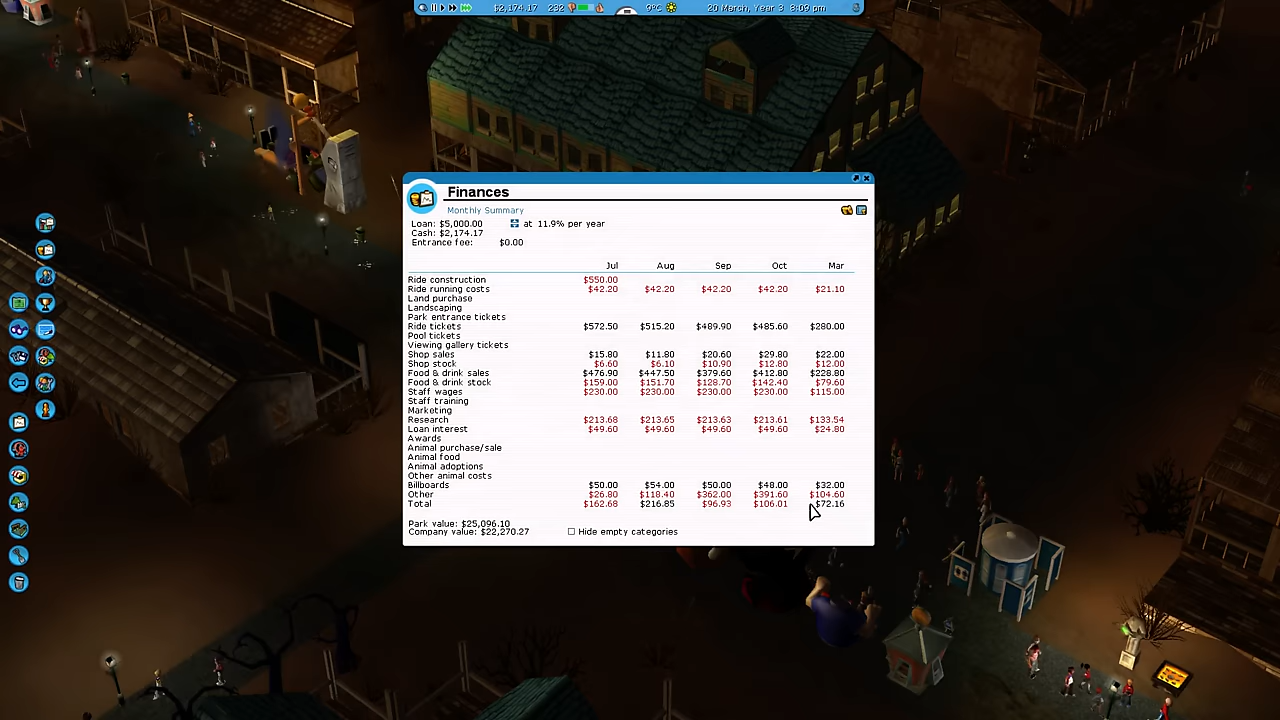 $2,174.17 292 9°C 20 March, Year 3 8:09 pm
Finances
Monthly Summary
Loan: $5,000.00 at 11.9% per year
Cash: $2,174.17
Entrance fee: $0.00
Jul Aug Sep Oct Mar
Ride construction $550.00
Ride running costs $42.20 $42.20 $42.20 $42.20 $21.10
Land purchase
Landscaping
Park entrance tickets
Ride tickets $572.50 $515.20 $489.90 $485.60 $280.00
Pool tickets
Viewing gallery tickets
Shop sales $15.80 $11.80 $20.60 $29.80 $22.00
Shop stock $6.60 $6.10 $10.90 $12.80 $12.00
Food & drink sales $476.90 $447.50 $379.60 $412.80 $228.80
Food & drink stock $159.00 $151.70 $128.70 $142.40 $79.60
Staff wages $230.00 $230.00 $230.00 $230.00 $115.00
Staff training
Marketing
Research $213.68 $213.65 $213.63 $213.61 $133.54
Loan interest $49.60 $49.60 $49.60 $49.60 $24.80
Awards
Animal purchase/sale
Animal food
Animal adoptions
Other animal costs
Billboards $50.00 $54.00 $50.00 $48.00 $32.00
Other $26.80 $118.40 $362.00 $391.60 $104.60
Total $162.68 $216.85 $96.93 $106.01 $72.16
Park value: $25,096.10
Company value: $22,270.27
Hide empty categories